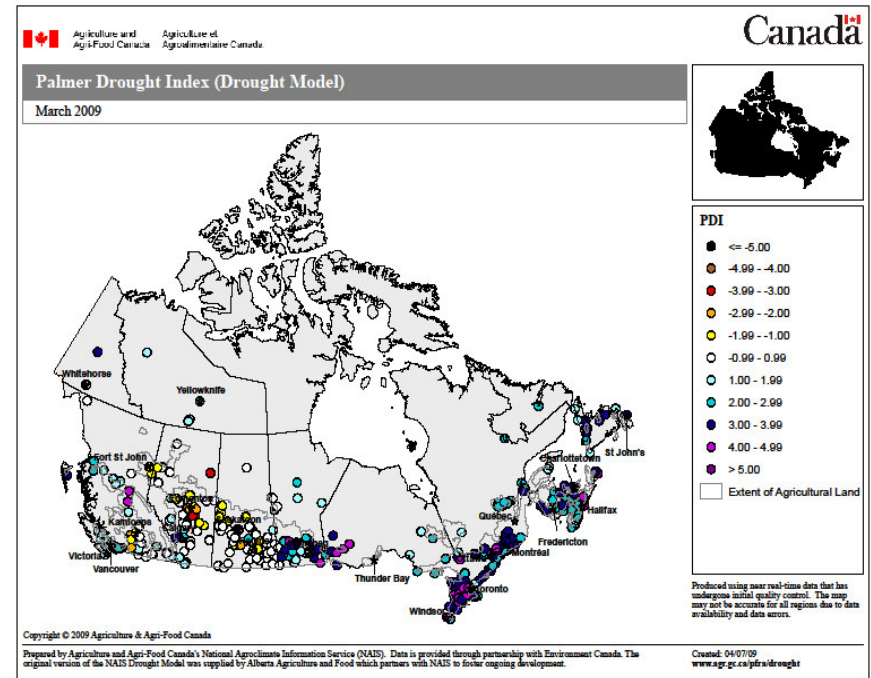 Agriculture and Agriculture et
Agri-Food Canada Agroalimentaire Canada
Canada
Palmer Drought Index (Drought Model)
March 2009
Whitehorse
Yellowknife
Fort St John
Edmonton
Kamloops
Saskatoon
Victoria
Vancouver
Thunder Bay
Windsor
Toronto
Montréal
Québec
Fredericton
Halifax
Charlottetown
St John's
PDI
<= -5.00
-4.99 - -4.00
-3.99 - -3.00
-2.99 - -2.00
-1.99 - -1.00
-0.99 - 0.99
1.00 - 1.99
2.00 - 2.99
3.00 - 3.99
4.00 - 4.99
> 5.00
Extent of Agricultural Land
Produced using near real-time data that has
undergone initial quality control. The map
may not be accurate for all regions due to data
availability and data errors.
Copyright © 2009 Agriculture & Agri-Food Canada
Prepared by Agriculture and Agri-Food Canada's National Agroclimate Information Service (NAIS). Data is provided through partnership with Environment Canada. The
original version of the NAIS Drought Model was supplied by Alberta Agriculture and Food which partners with NAIS to foster ongoing development.
Created: 04/07/09
www.agr.gc.ca/pfra/drought